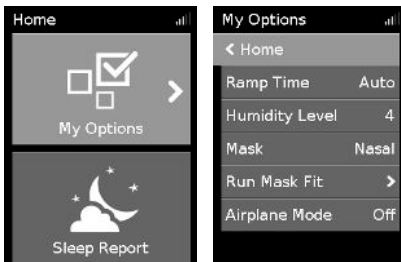 Home
My Options
Sleep Report
My Options
< Home
Ramp Time Auto
Humidity Level 4
Mask Nasal
Run Mask Fit >
Airplane Mode Off